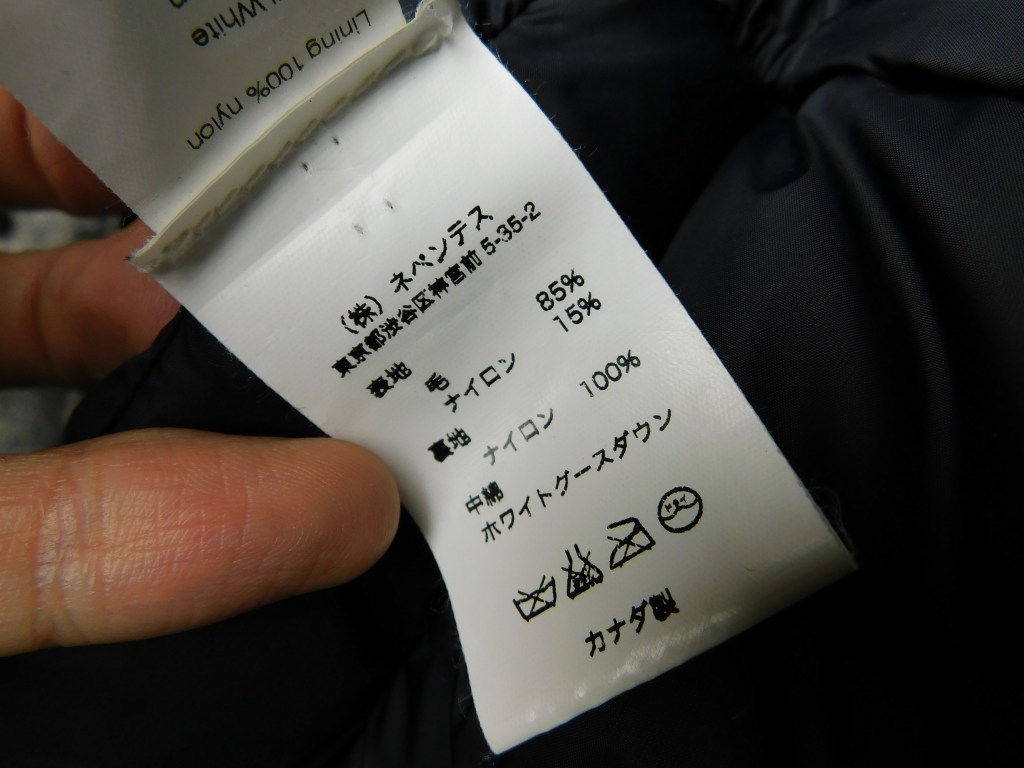 White
Lining 100% nylon
(株) ネペンテス
東京都渋谷区神宮前 5-35-2
表地 毛 85%
ナイロン 15%
裏地 ナイロン 100%
中綿
ホワイトグースダウン
カナダ製